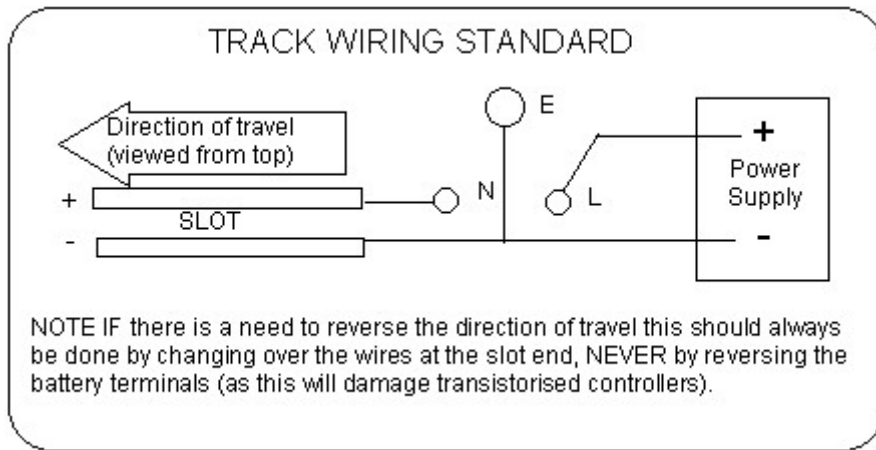 TRACK WIRING STANDARD
Direction of travel
(viewed from top)
E
+
Power
Supply
-
N
L
+
SLOT
-
NOTE IF there is a need to reverse the direction of travel this should always
be done by changing over the wires at the slot end, NEVER by reversing the
battery terminals (as this will damage transistorised controllers).